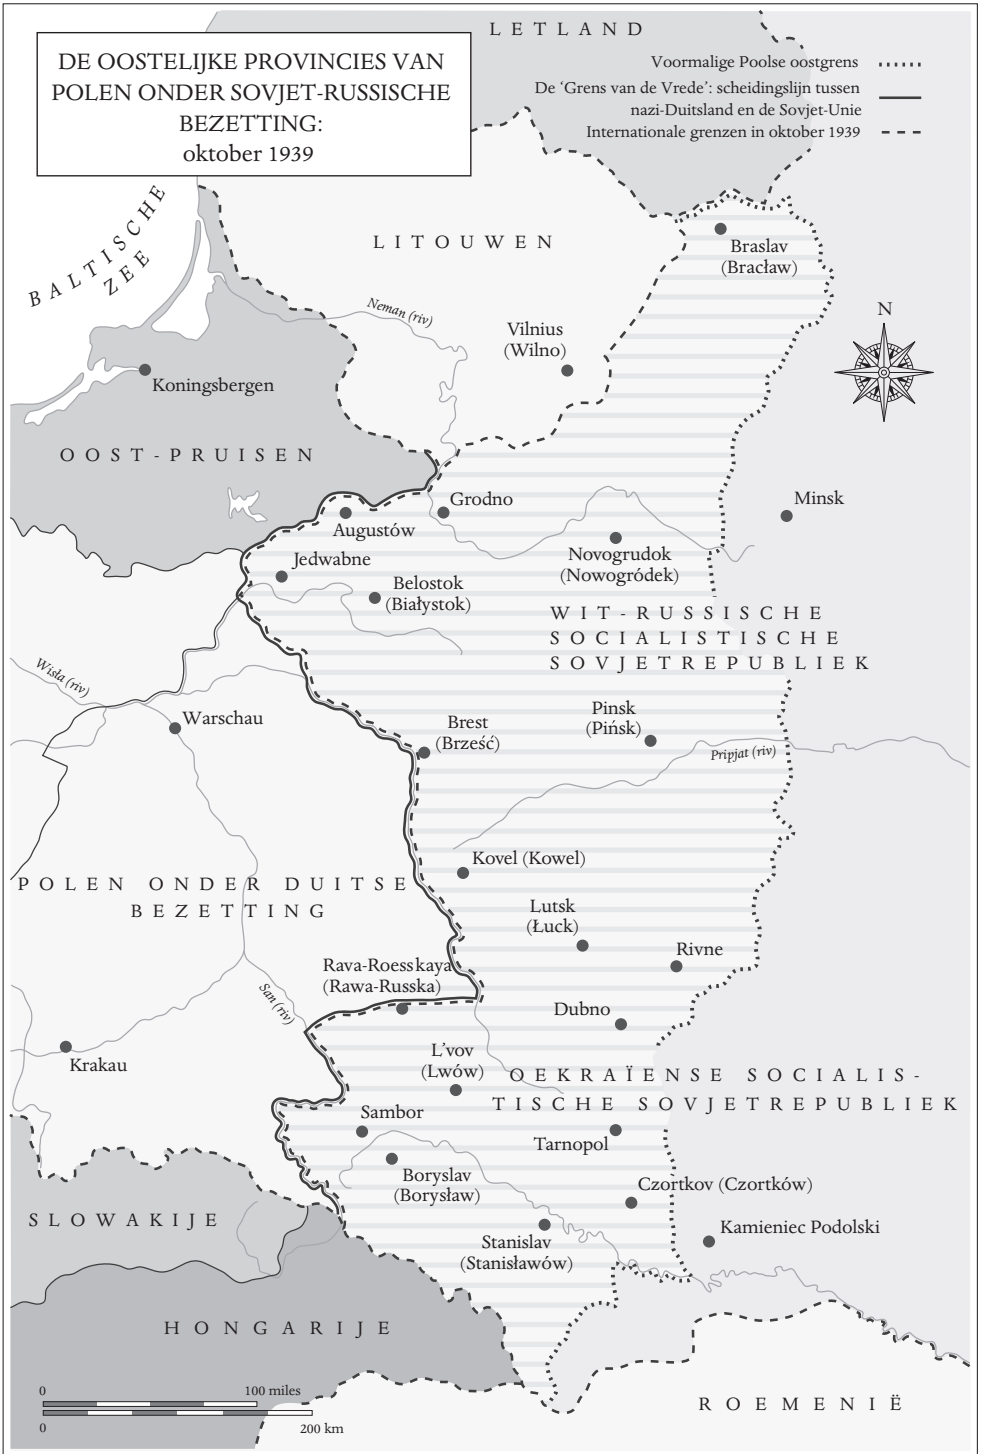 DE OOSTELIJKE PROVINCIES VAN
POLEN ONDER SOVJET-RUSSISCHE
BEZETTING:
oktober 1939
LETLAND
Voormalige Poolse oostgrens
De ‘Grens van de Vrede’: scheidingslijn tussen
nazi-Duitsland en de Sovjet-Unie
Internationale grenzen in oktober 1939
BALTISCHE
ZEE
LITOUWEN
Braslav
(Bracław)
Neman (riv)
Vilnius
(Wilno)
N
Koningsbergen
OOST-PRUISEN
Grodno
Minsk
Augustów
Novogrudok
(Nowogródek)
Jedwabne
Belostok
(Białystok)
WIT-RUSSISCHE
SOCIALISTISCHE
SOVJETREPUBLIEK
Wisła (riv)
Warschau
Brest
(Brześć)
Pinsk
(Pińsk)
Pripjat (riv)
Kovel (Kowel)
POLEN ONDER DUITSE
BEZETTING
Lutsk
(Łuck)
Rivne
Rava-Roesskaya
(Rawa-Russka)
San (riv)
Dubno
Krakau
L’vov
(Lwów)
OEKRAÏENSE SOCIALIS-
TISCHE SOVJETREPUBLIEK
Sambor
Tarnopol
Boryslav
(Borysław)
Czortkov (Czortków)
SLOWAKIJE
Kamieniec Podolski
Stanislav
(Stanisławów)
HONGARIJE
ROEMENIË
0 100 miles
0 200 km